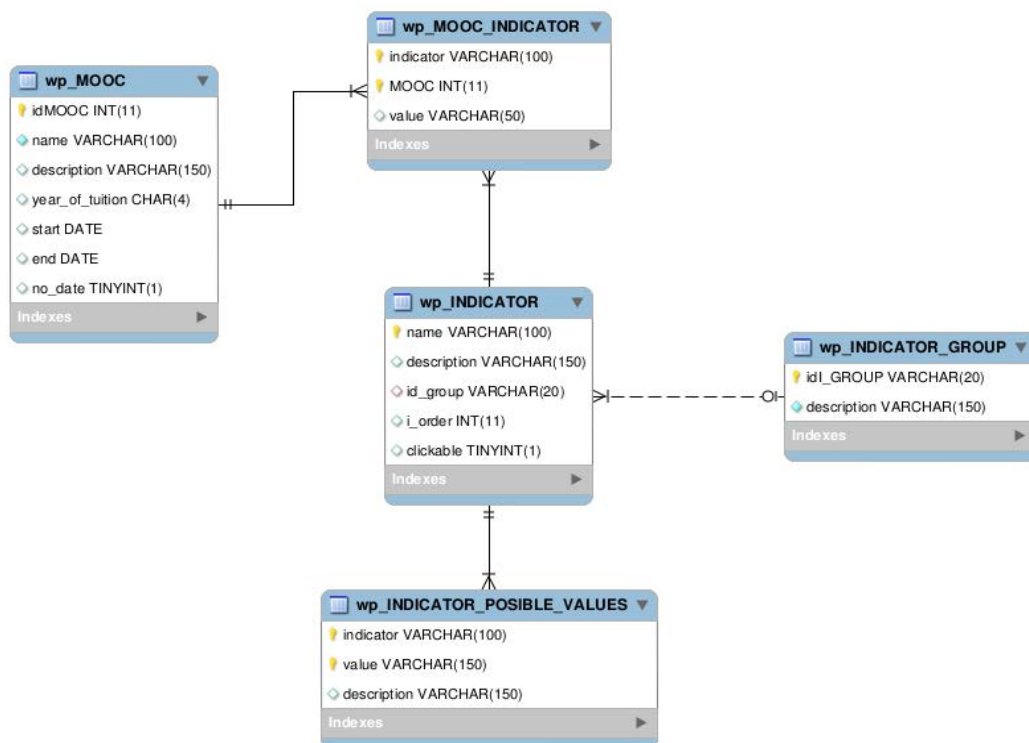 wp_MOOC_INDICATOR
indicator VARCHAR(100)
MOOC INT(11)
value VARCHAR(50)
Indexes
wp_MOOC
idMOOC INT(11)
name VARCHAR(100)
description VARCHAR(150)
year_of_tuition CHAR(4)
start DATE
end DATE
no_date TINYINT(1)
Indexes
wp_INDICATOR
name VARCHAR(100)
description VARCHAR(150)
id_group VARCHAR(20)
i_order INT(11)
clickable TINYINT(1)
Indexes
wp_INDICATOR_GROUP
idI_GROUP VARCHAR(20)
description VARCHAR(150)
Indexes
wp_INDICATOR_POSIBLE_VALUES
indicator VARCHAR(100)
value VARCHAR(150)
description VARCHAR(150)
Indexes